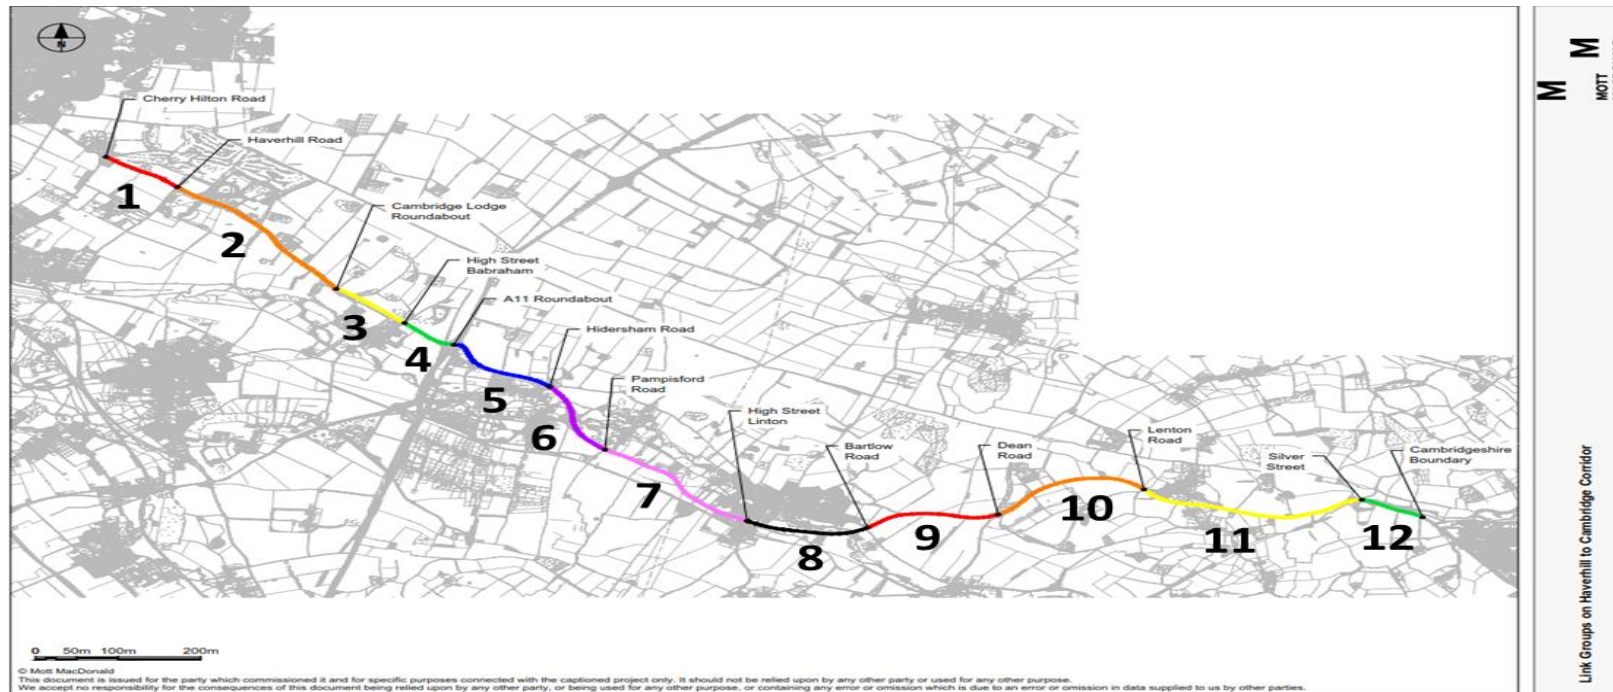 N
Cherry Hilton Road
Haverhill Road
Cambridge Lodge
Roundabout
High Street
Babraham
A11 Roundabout
Hidersham Road
Pampisford
Road
High Street
Linton
Bartlow
Road
Dean
Road
Lenton
Road
Silver
Street
Cambridgeshire
Boundary
1
2
3
4
5
6
7
8
9
10
11
12
0 50m 100m 200m
© Mott MacDonald
This document is issued for the party which commissioned it and for specific purposes connected with the captioned project only. It should not be relied upon by any other party or used for any other purpose.
We accept no responsibility for the consequences of this document being relied upon by any other party, or being used for any other purpose, or containing any error or omission which is due to an error or omission in data supplied to us by other parties.
M M
MOTT
Link Groups on Haverhill to Cambridge Corridor